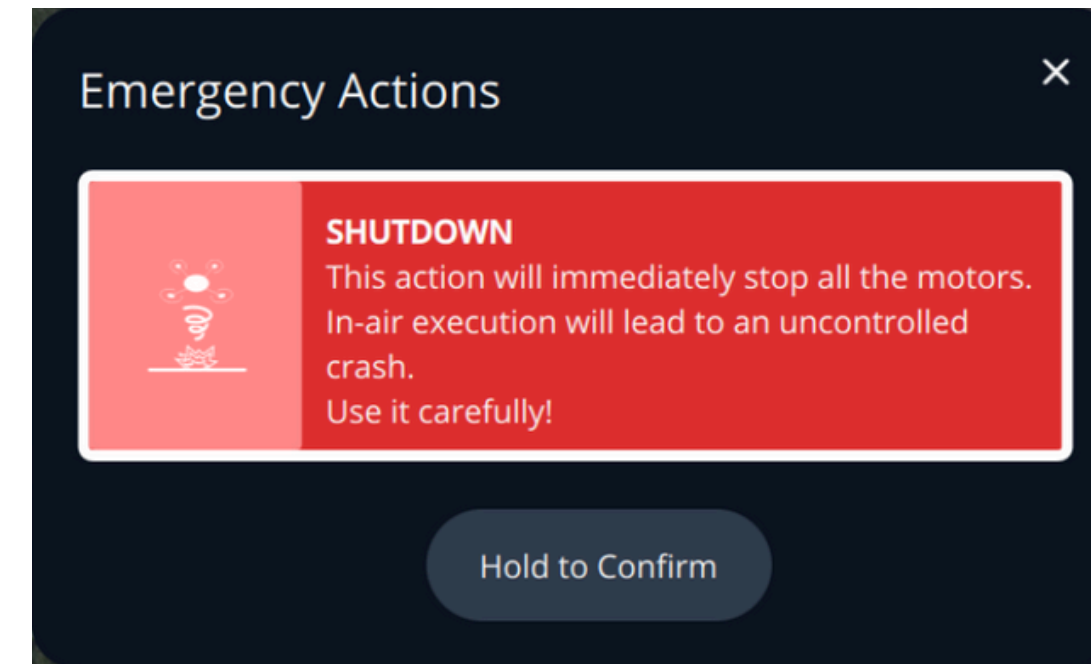 Emergency Actions
SHUTDOWN
This action will immediately stop all the motors.
In-air execution will lead to an uncontrolled
crash.
Use it carefully!
Hold to Confirm